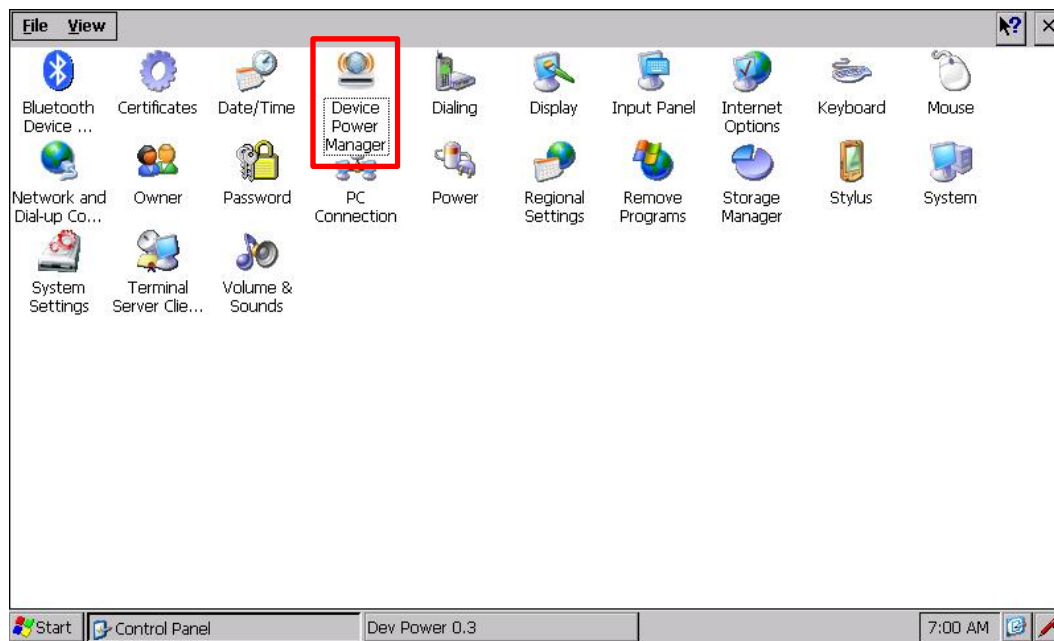 File View
Bluetooth Device ...
Certificates
Date/Time
Device Power Manager
Dialing
Display
Input Panel
Internet Options
Keyboard
Mouse
Network and Dial-up Co...
Owner
Password
PC Connection
Power
Regional Settings
Remove Programs
Storage Manager
Stylus
System
System Settings
Terminal Server Clie...
Volume & Sounds
Start
Control Panel
Dev Power 0.3
7:00 AM